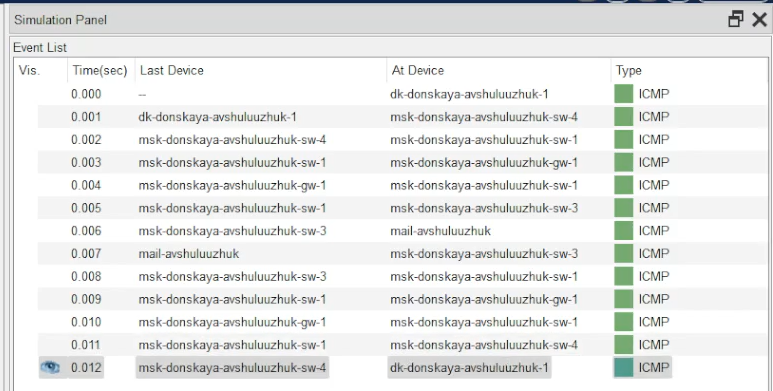 Simulation Panel
Event List
Vis. Time(sec) Last Device At Device Type
0.000 -- dk-donskaya-avshuluuzhuk-1 ICMP
0.001 dk-donskaya-avshuluuzhuk-1 msk-donskaya-avshuluuzhuk-sw-4 ICMP
0.002 msk-donskaya-avshuluuzhuk-sw-4 msk-donskaya-avshuluuzhuk-sw-1 ICMP
0.003 msk-donskaya-avshuluuzhuk-sw-1 msk-donskaya-avshuluuzhuk-gw-1 ICMP
0.004 msk-donskaya-avshuluuzhuk-gw-1 msk-donskaya-avshuluuzhuk-sw-1 ICMP
0.005 msk-donskaya-avshuluuzhuk-sw-1 msk-donskaya-avshuluuzhuk-sw-3 ICMP
0.006 msk-donskaya-avshuluuzhuk-sw-3 mail-avshuluuzhuk ICMP
0.007 mail-avshuluuzhuk msk-donskaya-avshuluuzhuk-sw-3 ICMP
0.008 msk-donskaya-avshuluuzhuk-sw-3 msk-donskaya-avshuluuzhuk-sw-1 ICMP
0.009 msk-donskaya-avshuluuzhuk-sw-1 msk-donskaya-avshuluuzhuk-gw-1 ICMP
0.010 msk-donskaya-avshuluuzhuk-gw-1 msk-donskaya-avshuluuzhuk-sw-1 ICMP
0.011 msk-donskaya-avshuluuzhuk-sw-1 msk-donskaya-avshuluuzhuk-sw-4 ICMP
0.012 msk-donskaya-avshuluuzhuk-sw-4 dk-donskaya-avshuluuzhuk-1 ICMP